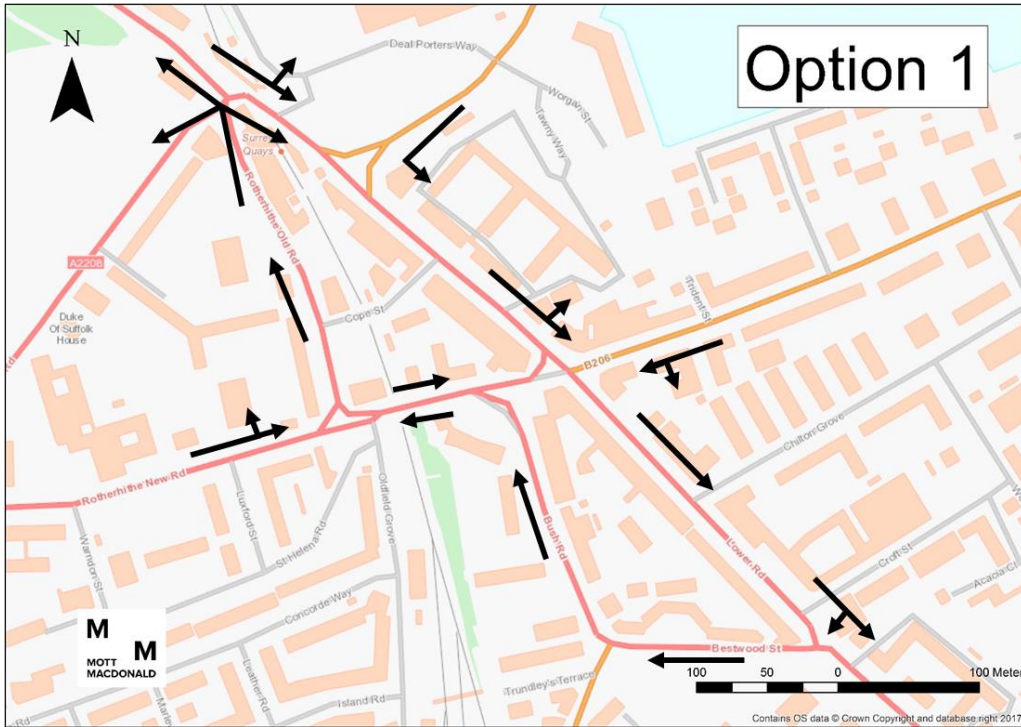 Option 1
N
Deal Porters Way
Worgan St
Tawny Way
Surrey
Quays
Rotherhithe Old Rd
A2208
Duke
Of Suffolk
House
Rd
Cope St
Trident St
B206
Chilton Grove
Rotherhithe New Rd
Luxford St
St Helena Rd
Oldfield Grove
Bush Rd
Lower Rd
Croft St
Acacia Cl
Warndon St
Concorde Way
Leather Rd
Island Rd
Trundley's Terrace
Bestwood St
M
M
MOTT
MACDONALD
100 50 0 100 Meter
Contains OS data © Crown Copyright and database right 2017